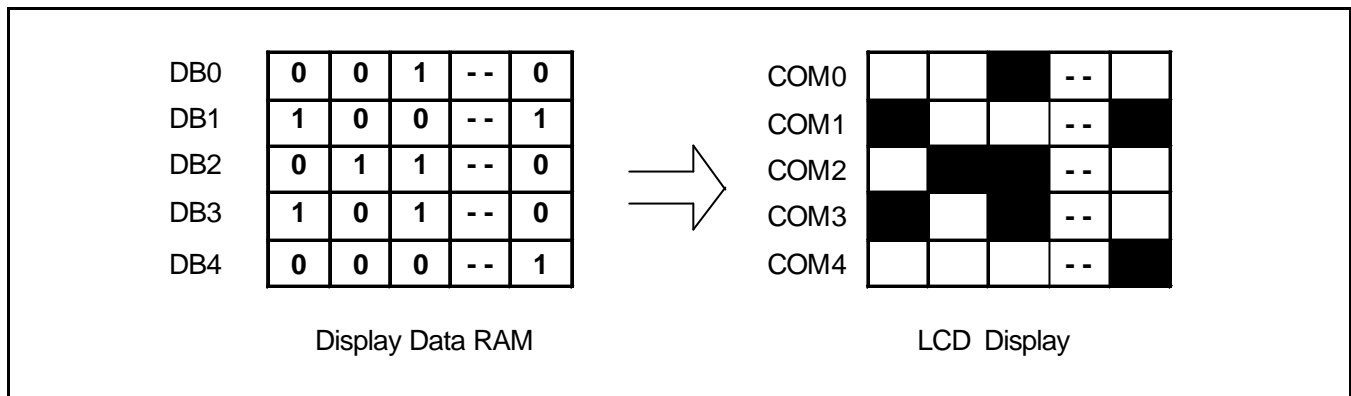 DB0 0 0 1 - - 0 COM0 - -
DB1 1 0 0 - - 1 COM1 - -
DB2 0 1 1 - - 0 COM2 - -
DB3 1 0 1 - - 0 COM3 - -
DB4 0 0 0 - - 1 COM4 - -
Display Data RAM LCD Display